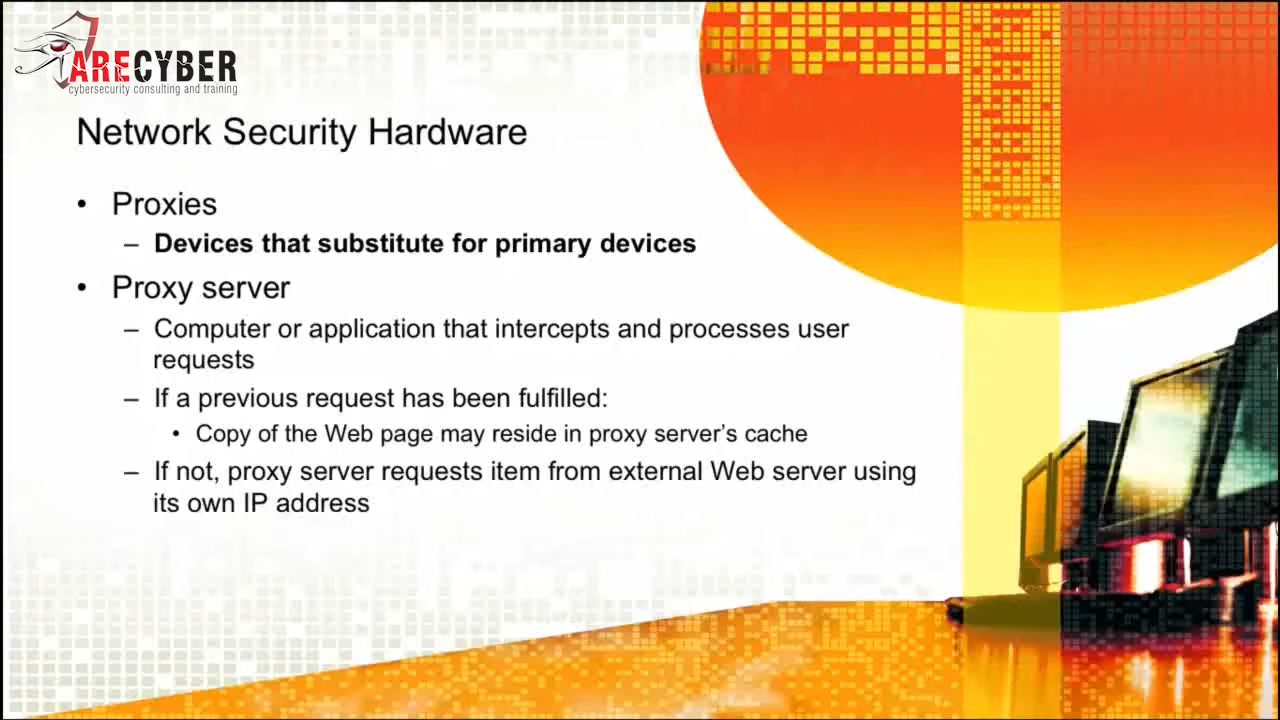 ARECYBER
cybersecurity consulting and training
Network Security Hardware
• Proxies
– Devices that substitute for primary devices
• Proxy server
– Computer or application that intercepts and processes user
requests
– If a previous request has been fulfilled:
• Copy of the Web page may reside in proxy server’s cache
– If not, proxy server requests item from external Web server using
its own IP address